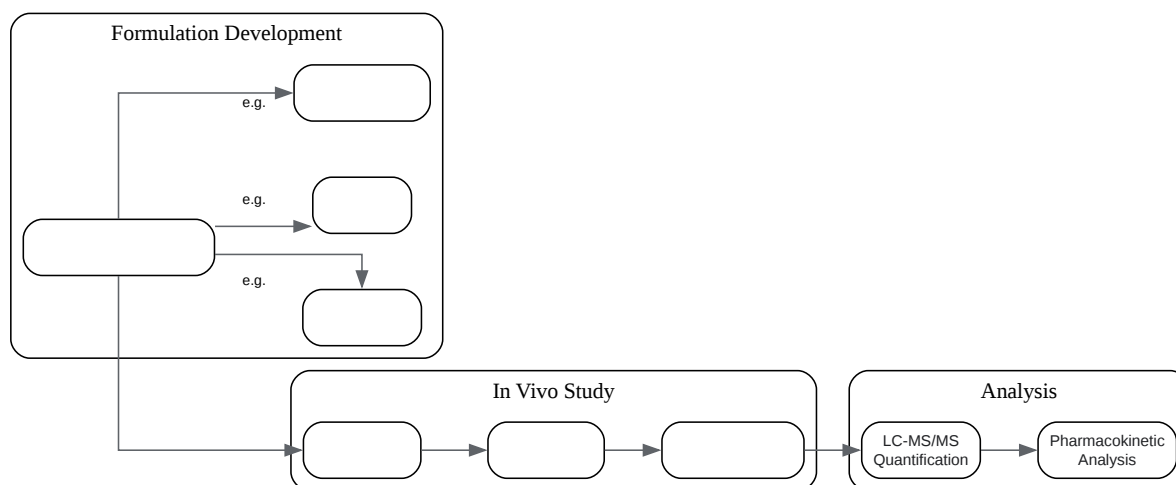 Formulation Development
e.g.
e.g.
e.g.
In Vivo Study
Analysis
LC-MS/MS
Quantification
Pharmacokinetic
Analysis